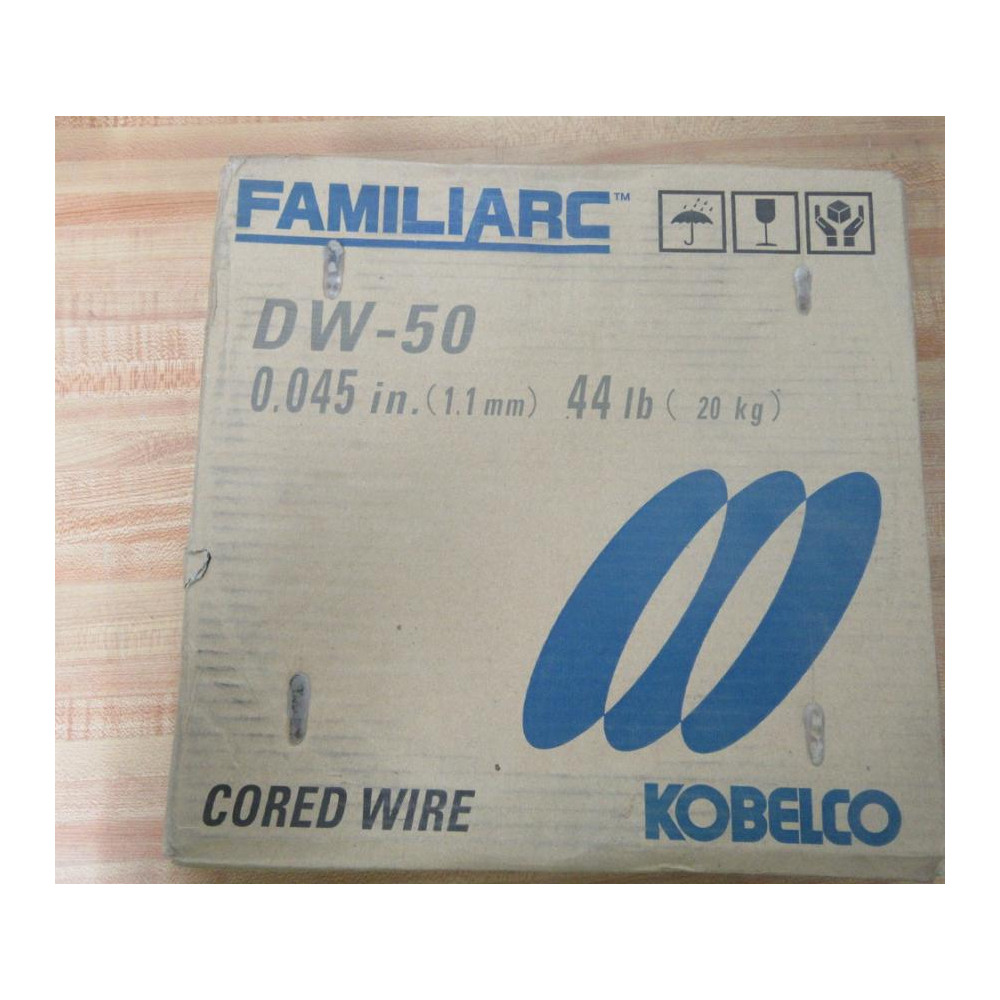 FAMILIARC™
DW-50
0.045 in. (1.1 mm) 44 lb ( 20 kg)
CORED WIRE
KOBELCO